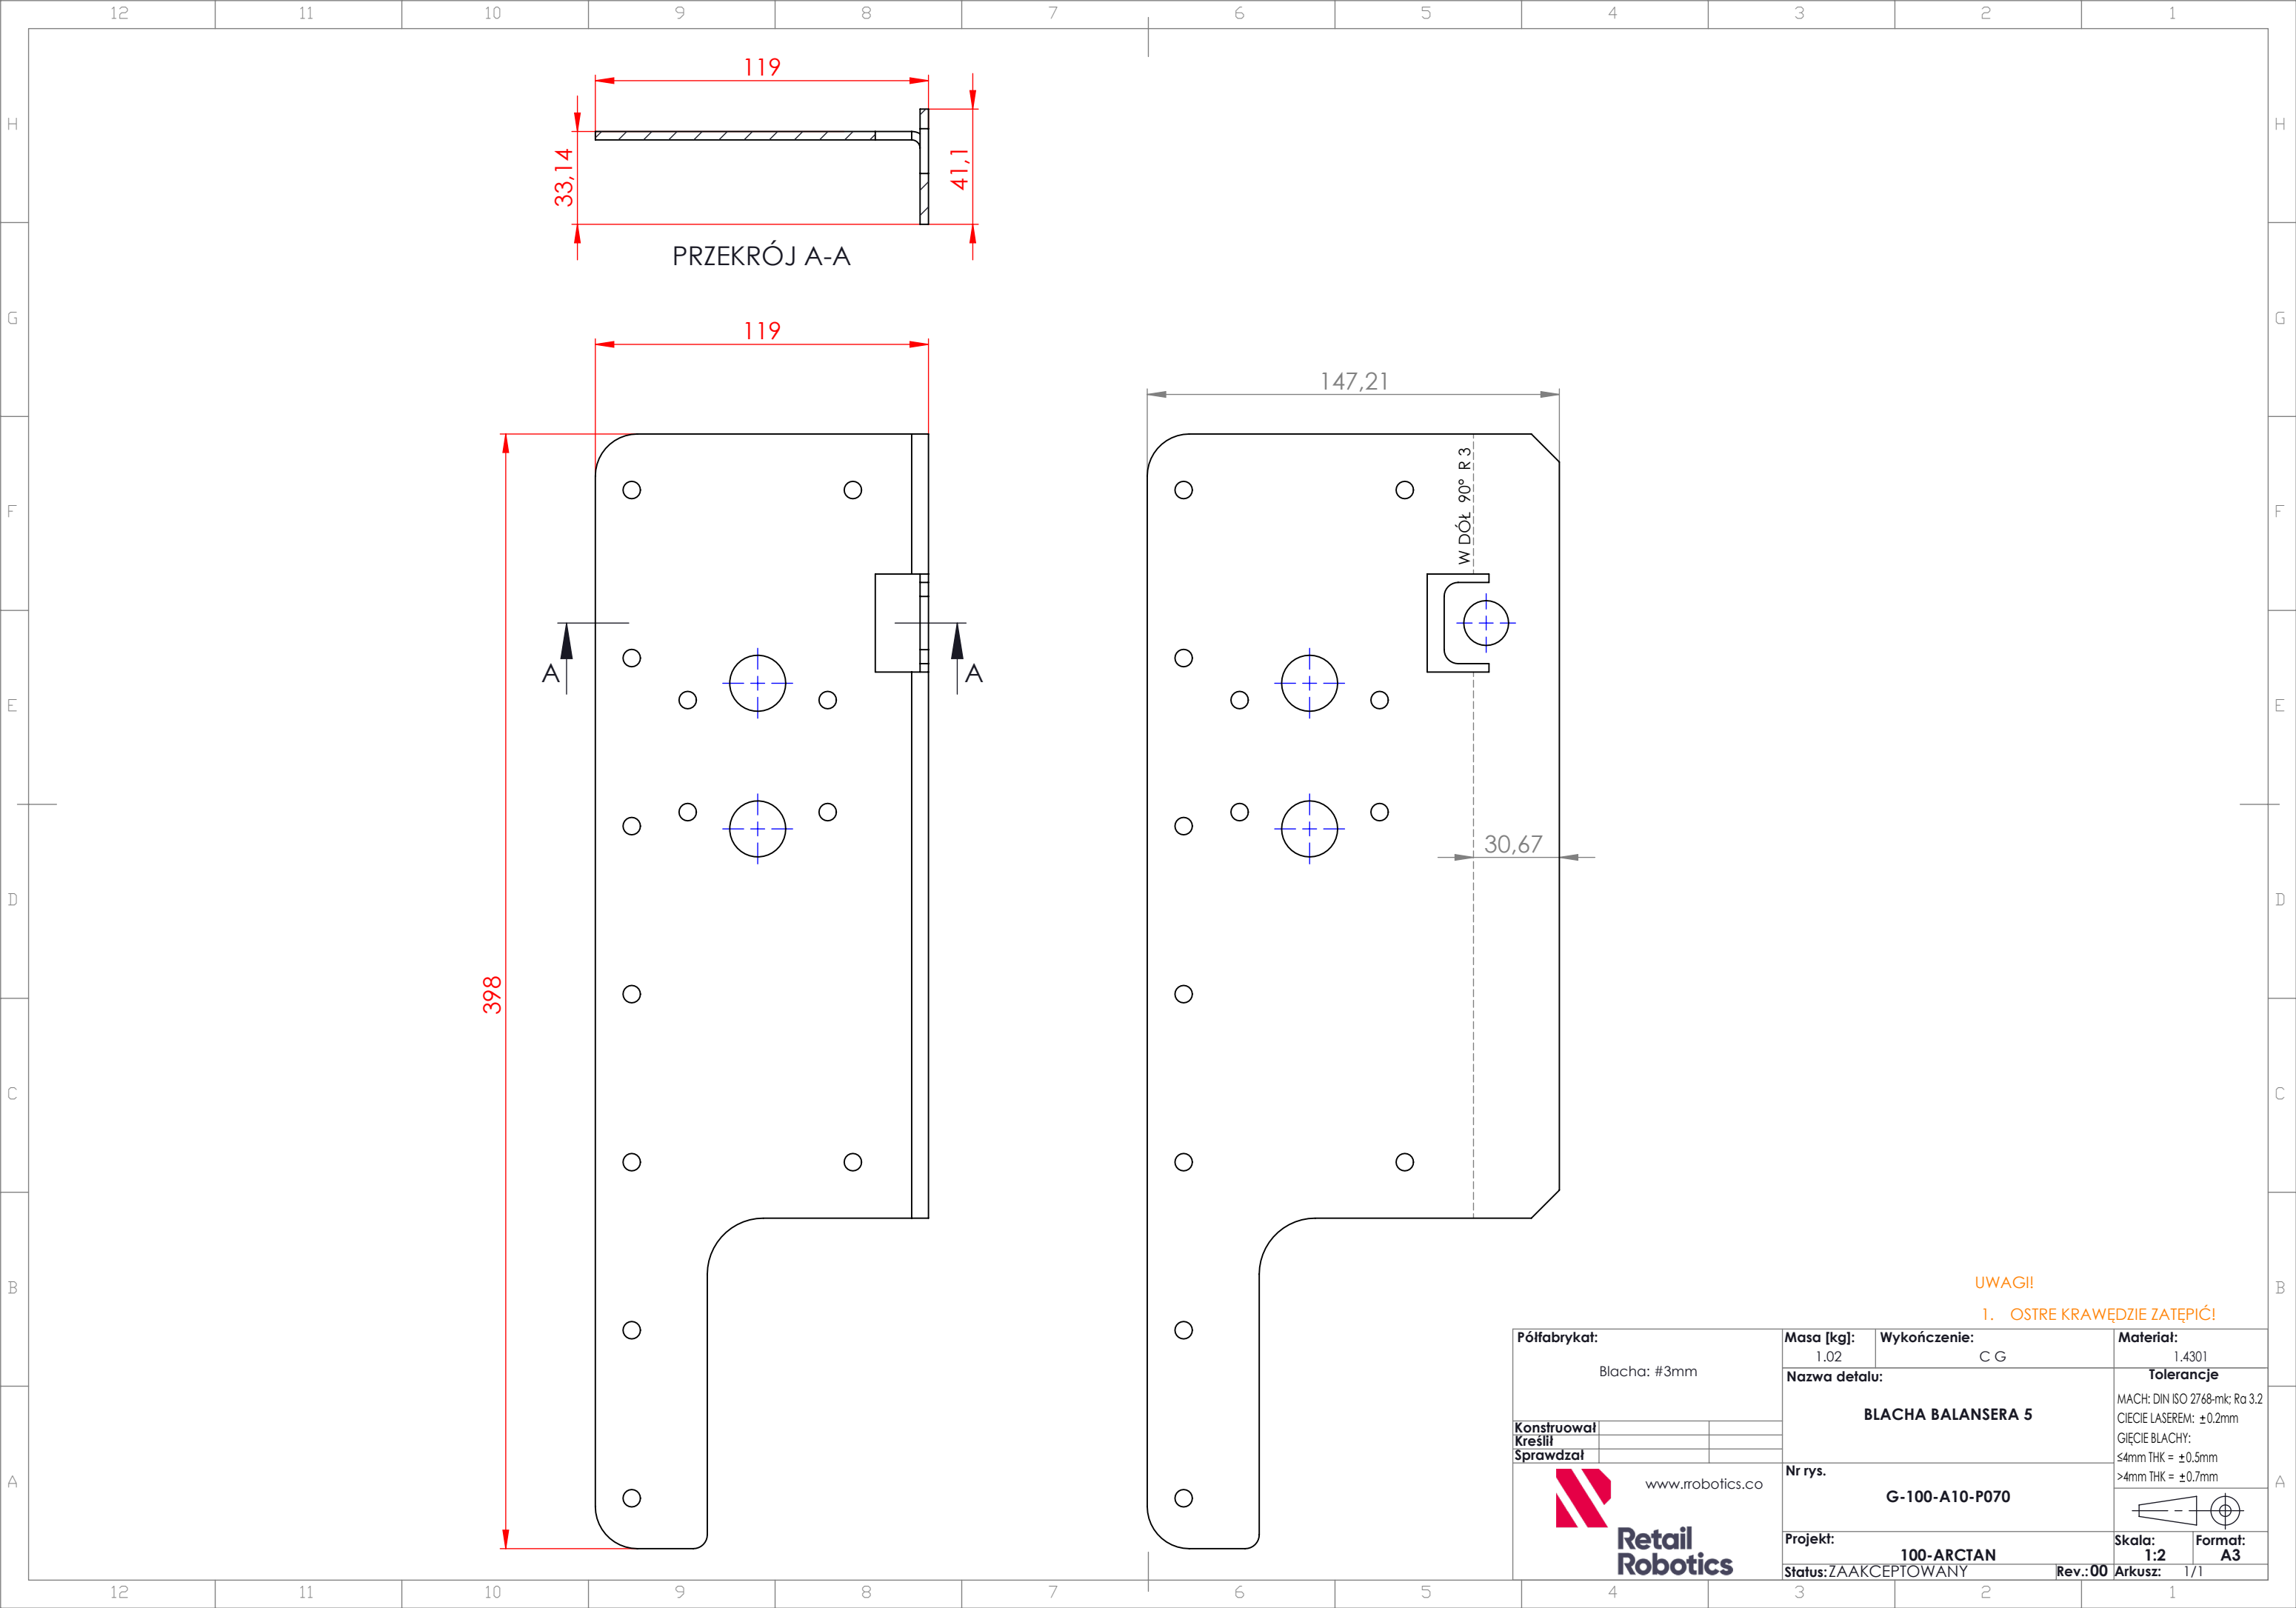 12 11 10 9 8 7 6 5 4 3 2 1
H H
G G
F F
E E
D D
C C
B B
A A
119
33,14
41,1
PRZEKRÓJ A-A
119
398
A A
147,21
W DÓŁ 90° R 3
30,67
UWAGI!
1. OSTRE KRAWĘDZIE ZATĘPIĆ!
Półfabrykat:
Blacha: #3mm
Masa [kg]:
1.02
Wykończenie:
C G
Materiał:
1.4301
Nazwa detalu:
BLACHA BALANSERA 5
Tolerancje
MACH: DIN ISO 2768-mk; Ra 3.2
CIECIE LASEREM: ±0.2mm
GIĘCIE BLACHY:
≤4mm THK = ±0.5mm
>4mm THK = ±0.7mm
Konstruował
Kreślił
Sprawdzał
www.rrobotics.co
Retail
Robotics
Nr rys.
G-100-A10-P070
Projekt:
100-ARCTAN
Skala:
1:2
Format:
A3
Status: ZAAKCEPTOWANY
Rev.: 00
Arkusz: 1/1
12 11 10 9 8 7 6 5 4 3 2 1